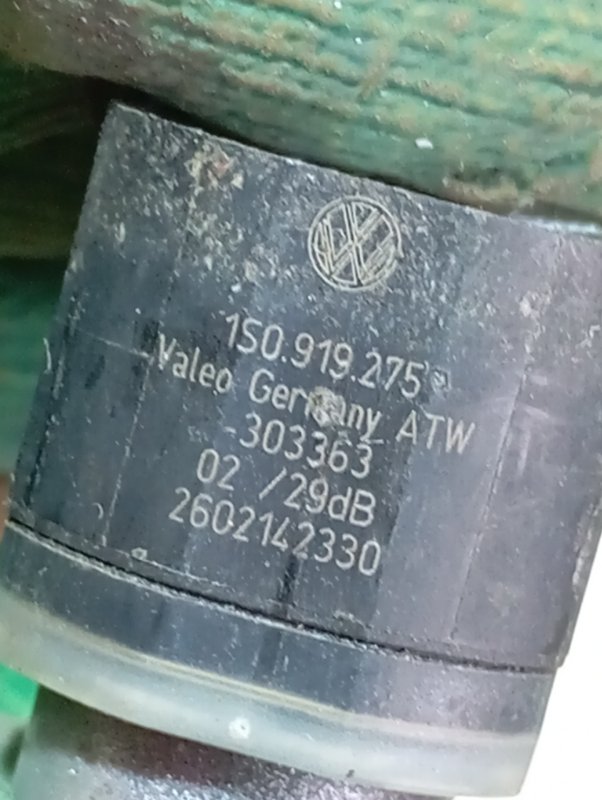 1S0.919.275
Valeo Germany ATW
-303363
02 /29dB
2602142330